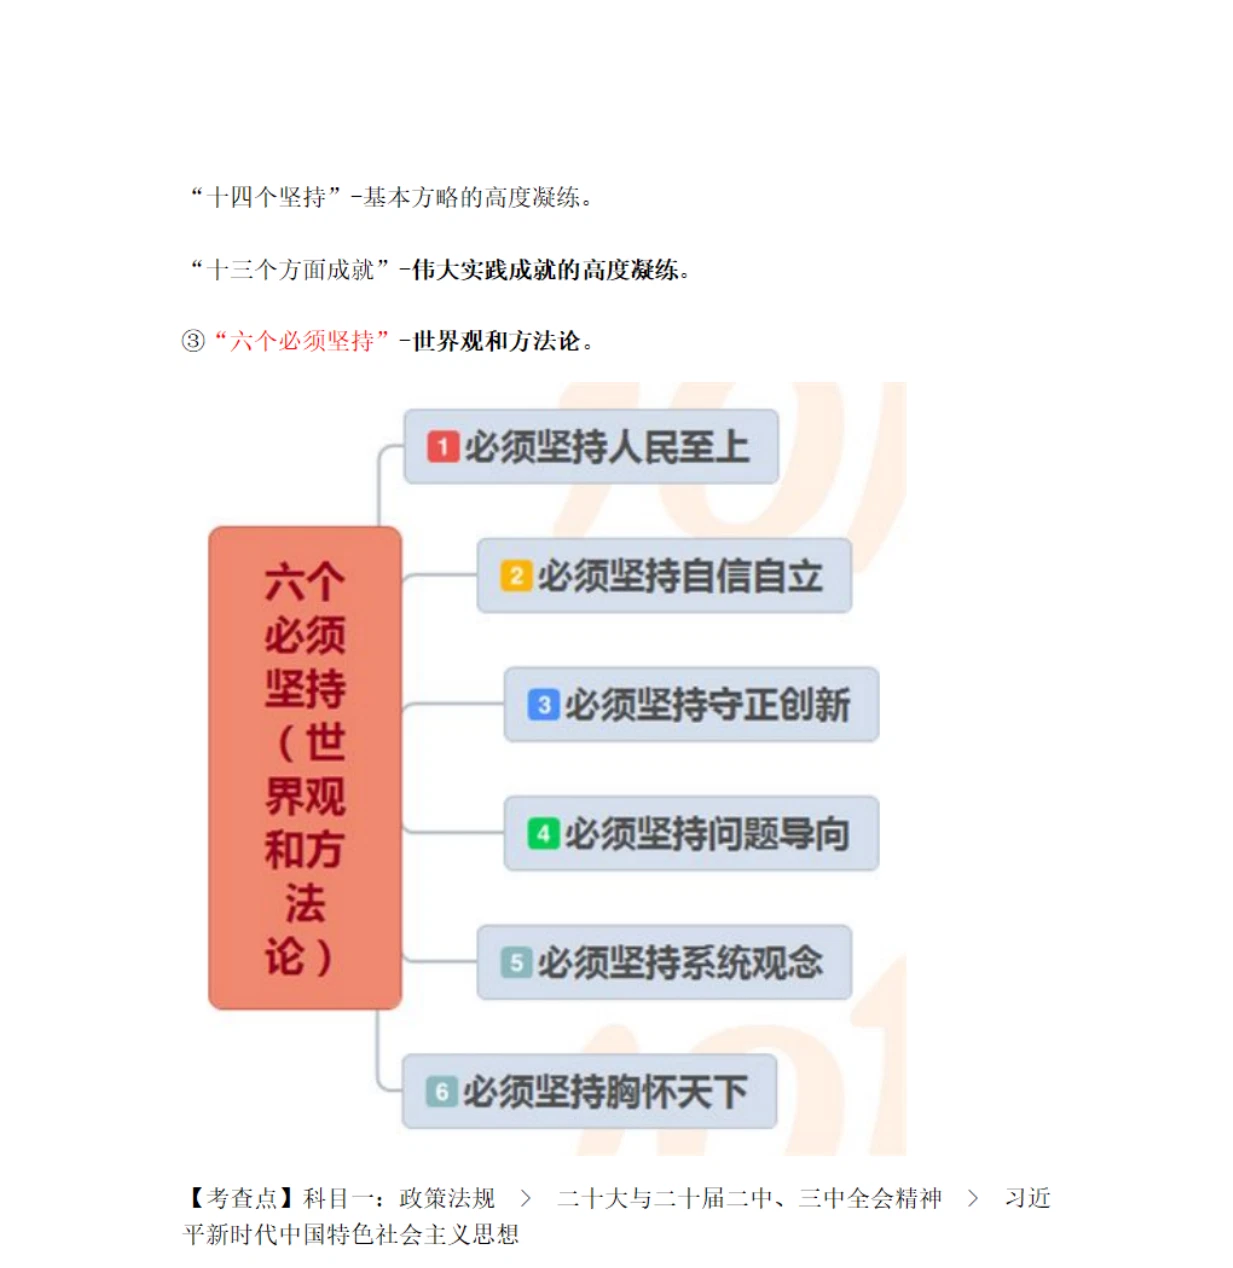 “十四个坚持”-基本方略的高度凝练。
“十三个方面成就”-伟大实践成就的高度凝练。
③“六个必须坚持”-世界观和方法论。
1 必须坚持人民至上
2 必须坚持自信自立
六个
必须
坚持
（世
界观
和方
法
论）
3 必须坚持守正创新
4 必须坚持问题导向
5 必须坚持系统观念
6 必须坚持胸怀天下
【考查点】科目一：政策法规 > 二十大与二十届二中、三中全会精神 > 习近
平新时代中国特色社会主义思想